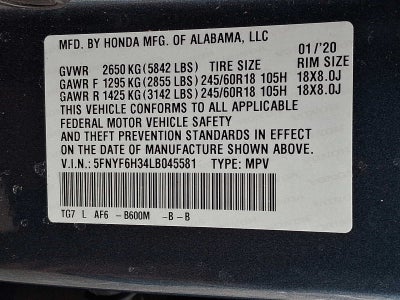 MFD. BY HONDA MFG. OF ALABAMA, LLC
01/'20
GVWR 2650 KG (5842 LBS) TIRE SIZE RIM SIZE
GAWR F 1295 KG (2855 LBS) 245/60R18 105H 18X8.0J
GAWR R 1425 KG (3142 LBS) 245/60R18 105H 18X8.0J
THIS VEHICLE CONFORMS TO ALL APPLICABLE
FEDERAL MOTOR VEHICLE SAFETY
AND THEFT PREVENTION STANDARDS IN EFFECT
ON THE DATE OF MANUFACTURE SHOWN ABOVE.
V.I.N.: 5FNYF6H34LB045581 TYPE: MPV
TG7 L AF6 -B600M -B -B